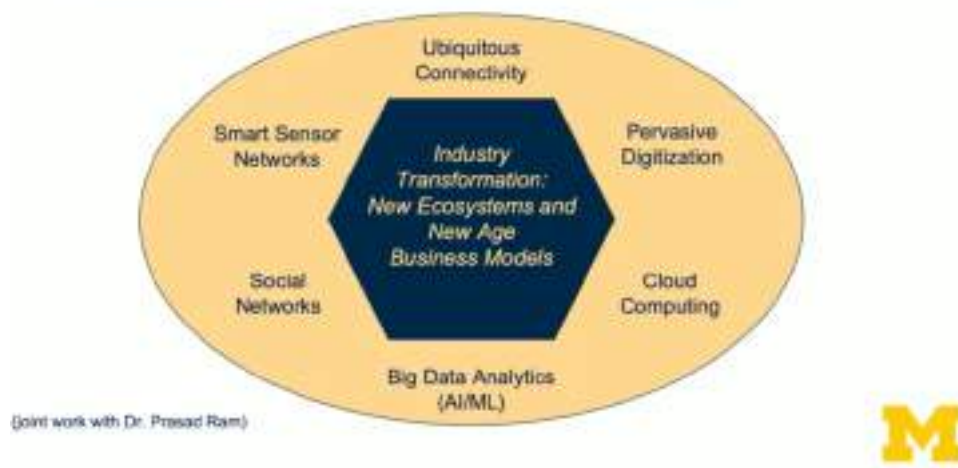 Ubiquitous
Connectivity
Smart Sensor
Networks
Pervasive
Digitization
Industry
Transformation:
New Ecosystems and
New Age
Business Models
Social
Networks
Cloud
Computing
Big Data Analytics
(AI/ML)
(joint work with Dr. Prasad Ram)
M